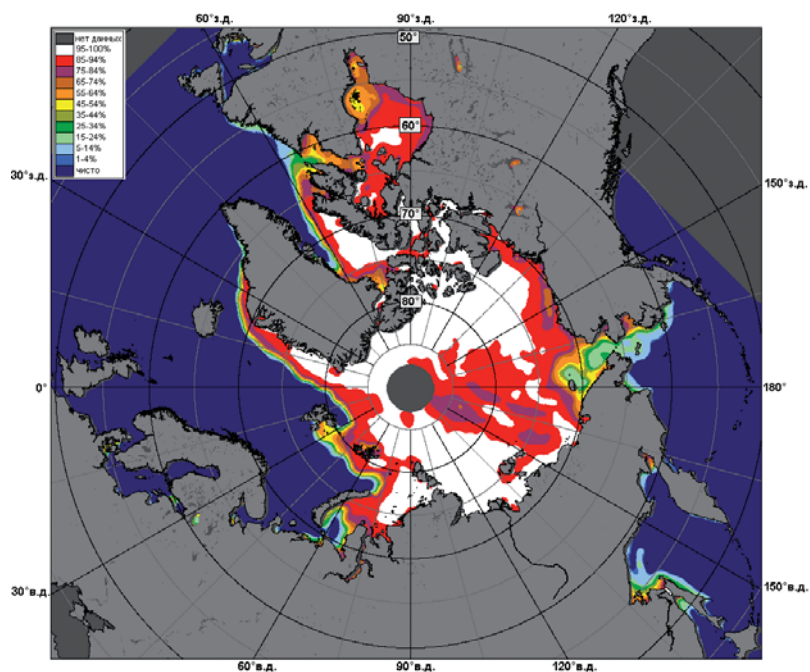 60°з.д.
90°з.д.
120°з.д.
нет данных
95-100%
85-94%
75-84%
65-74%
55-64%
45-54%
35-44%
25-34%
15-24%
5-14%
1-4%
чисто
50°
60°
30°з.д.
150°з.д.
70°
80°
0°
180°
30°в.д.
150°в.д.
60°в.д.
90°в.д.
120°в.д.